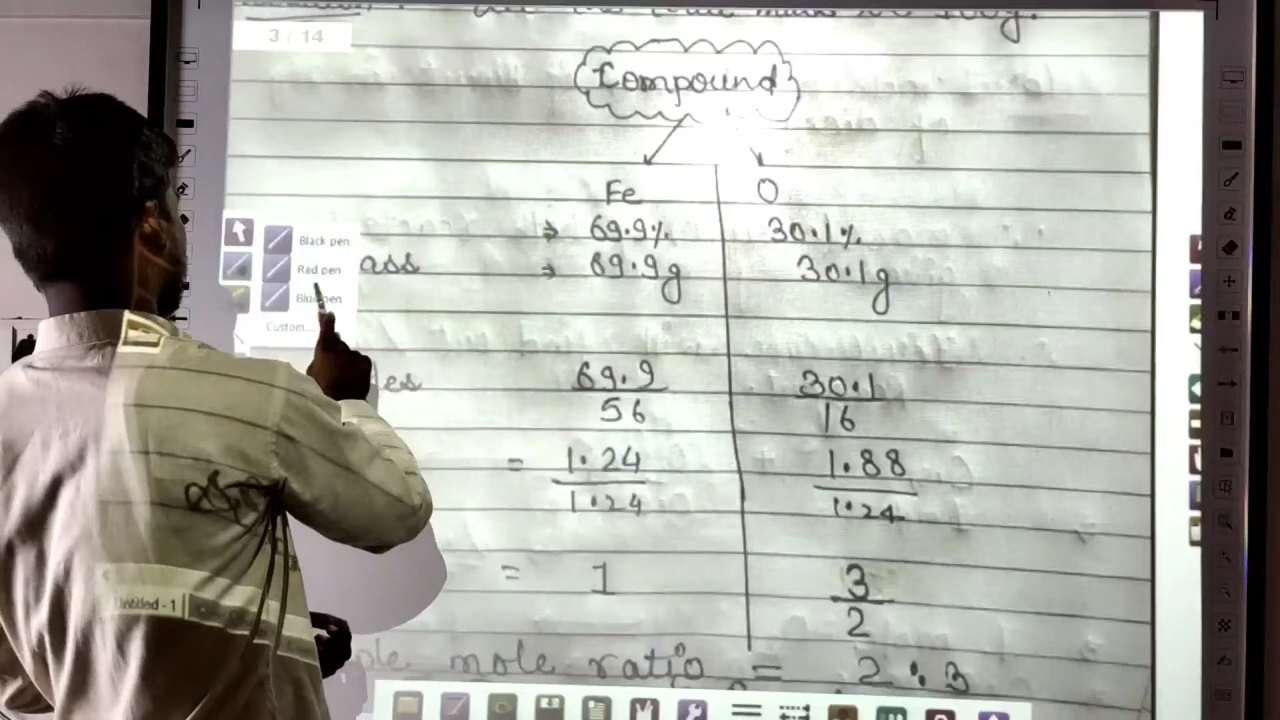 3 / 14
Compound
Fe O
⇒ 69.9% 30.1%
ass ⇒ 69.9g 30.1g
Black pen
Red pen
Blue pen
Custom...
69.9 30.1
56 16
= 1.24 1.88
1.24 1.24
= 1 3
2
ple mole ratio = 2:3
Untitled - 1